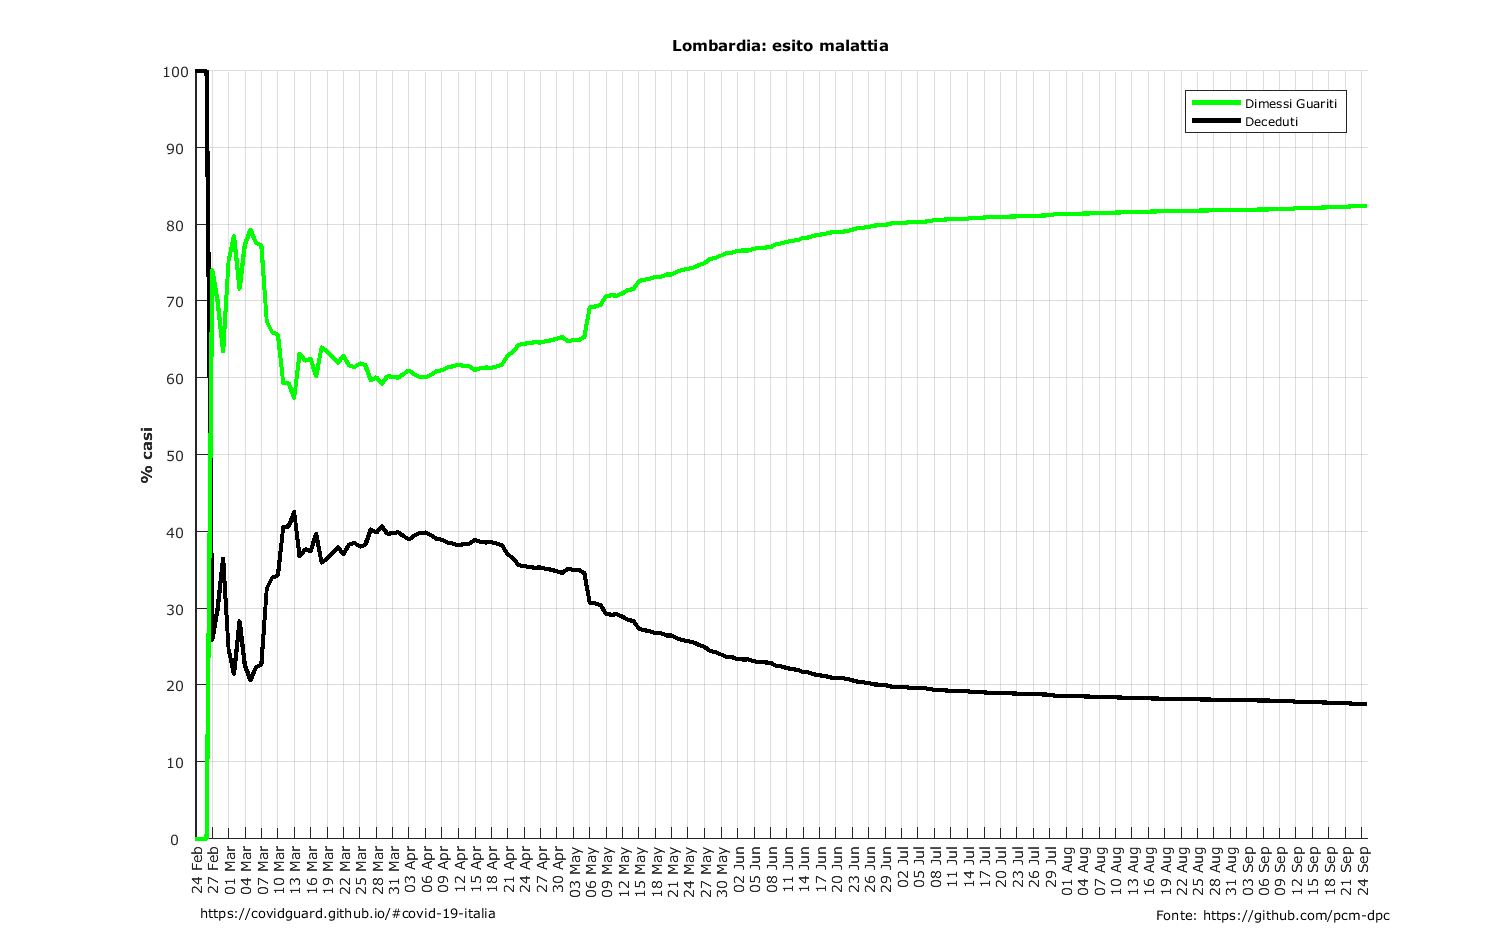 Lombardia: esito malattia
Dimessi Guariti
Deceduti
% casi
100
90
80
70
60
50
40
30
20
10
0
24 Feb
27 Feb
01 Mar
04 Mar
07 Mar
10 Mar
13 Mar
16 Mar
19 Mar
22 Mar
25 Mar
28 Mar
31 Mar
03 Apr
06 Apr
09 Apr
12 Apr
15 Apr
18 Apr
21 Apr
24 Apr
27 Apr
30 Apr
03 May
06 May
09 May
12 May
15 May
18 May
21 May
24 May
27 May
30 May
02 Jun
05 Jun
08 Jun
11 Jun
14 Jun
17 Jun
20 Jun
23 Jun
26 Jun
29 Jun
02 Jul
05 Jul
08 Jul
11 Jul
14 Jul
17 Jul
20 Jul
23 Jul
26 Jul
29 Jul
01 Aug
04 Aug
07 Aug
10 Aug
13 Aug
16 Aug
19 Aug
22 Aug
25 Aug
28 Aug
31 Aug
03 Sep
06 Sep
09 Sep
12 Sep
15 Sep
18 Sep
21 Sep
24 Sep
https://covidguard.github.io/#covid-19-italia
Fonte: https://github.com/pcm-dpc